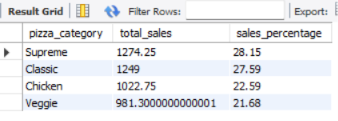 Result Grid Filter Rows: Export:
pizza_category total_sales sales_percentage
Supreme 1274.25 28.15
Classic 1249 27.59
Chicken 1022.75 22.59
Veggie 981.3000000000001 21.68